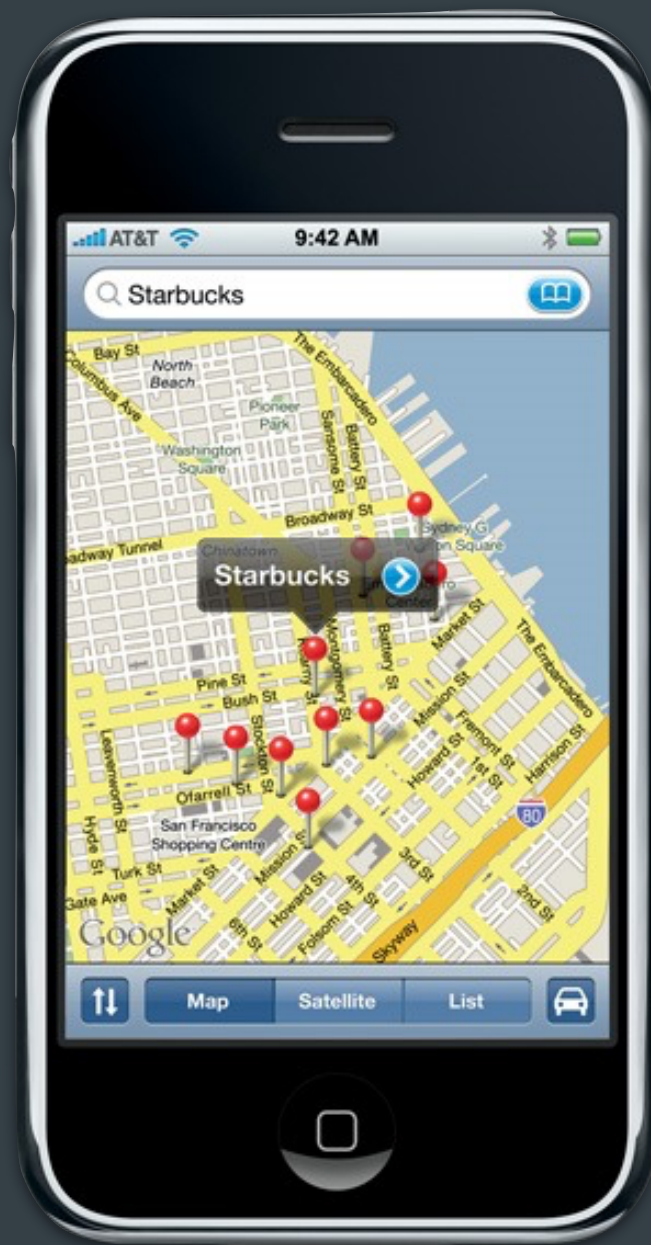 AT&T 9:42 AM
Starbucks
Bay St
The Embarcadero
North
Beach
Columbus Ave
Pioneer
Park
Sansome St
Battery St
Washington
Square
Broadway St
Sydney G
Square
adway Tunnel
Chinatown
Starbucks
Center
Market St
The Embarcadero
Kearny St
Montgomery St
Battery St
Pine St
Bush St
Mission St
Fremont St
Stockton St
Howard St
1st St
Harrison St
Leavenworth St
Ofarrell St
80
San Francisco
Shopping Centre
Hyde St
Mission St
3rd St
Turk St
4th St
2nd St
Gate Ave
Market St
Howard St
Folsom St
6th St
Skyway
Google
Map Satellite List